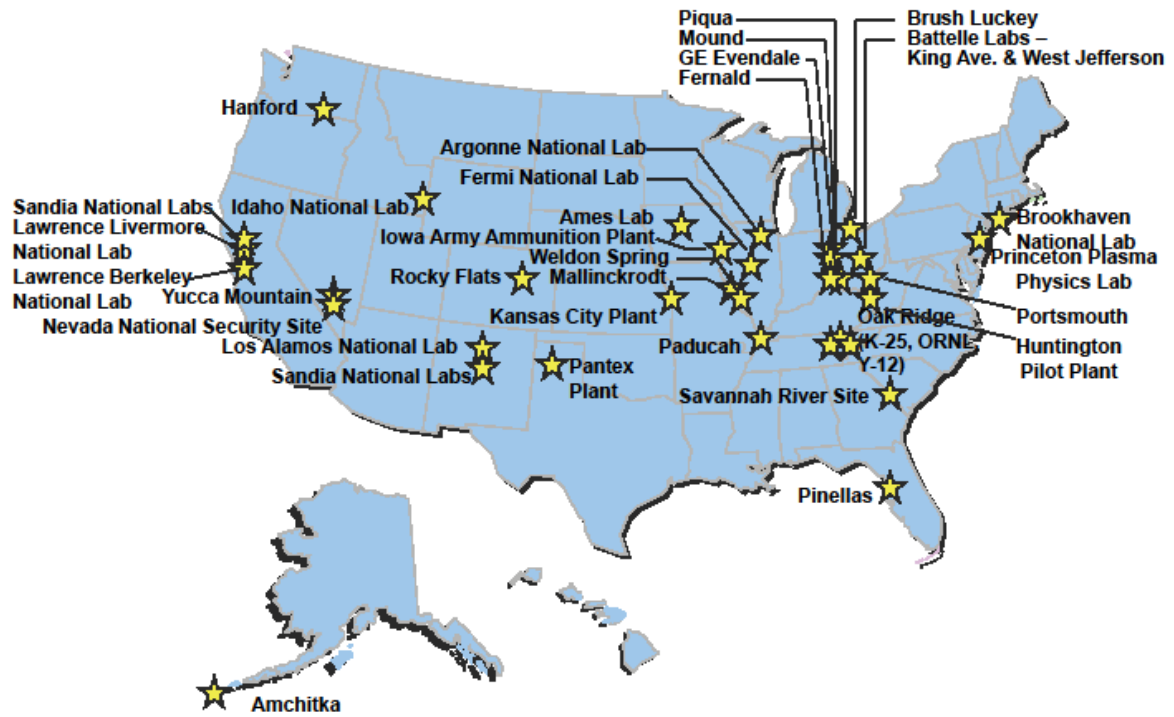 Piqua
Mound
GE Evendale
Fernald
Brush Luckey
Battelle Labs –
King Ave. & West Jefferson
Hanford
Argonne National Lab
Fermi National Lab
Sandia National Labs
Lawrence Livermore
National Lab
Lawrence Berkeley
National Lab
Idaho National Lab
Ames Lab
Iowa Army Ammunition Plant
Weldon Spring
Mallinckrodt
Rocky Flats
Kansas City Plant
Yucca Mountain
Nevada National Security Site
Los Alamos National Lab
Sandia National Labs
Pantex
Plant
Paducah
Oak Ridge
(K-25, ORNL
Y-12)
Brookhaven
National Lab
Princeton Plasma
Physics Lab
Portsmouth
Huntington
Pilot Plant
Savannah River Site
Pinellas
Amchitka